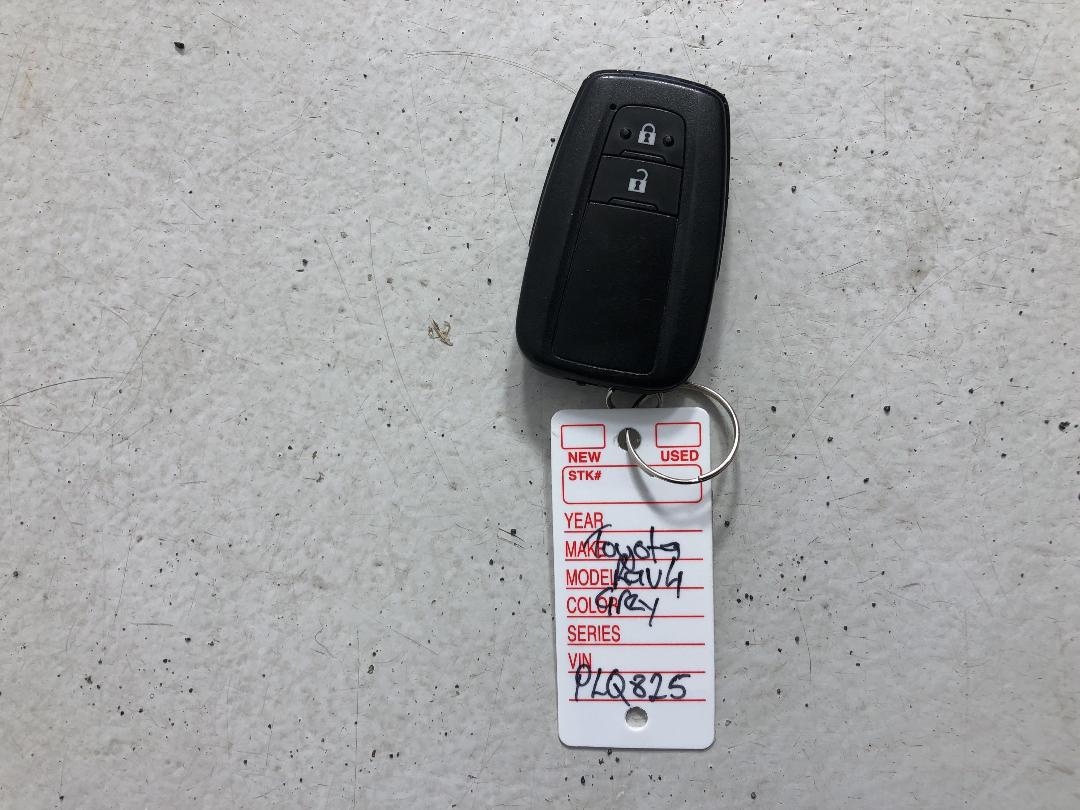 NEW USED
STK#
YEAR
MAKE Toyota
MODEL RAV4
COLOR Grey
SERIES
VIN
PLQ825